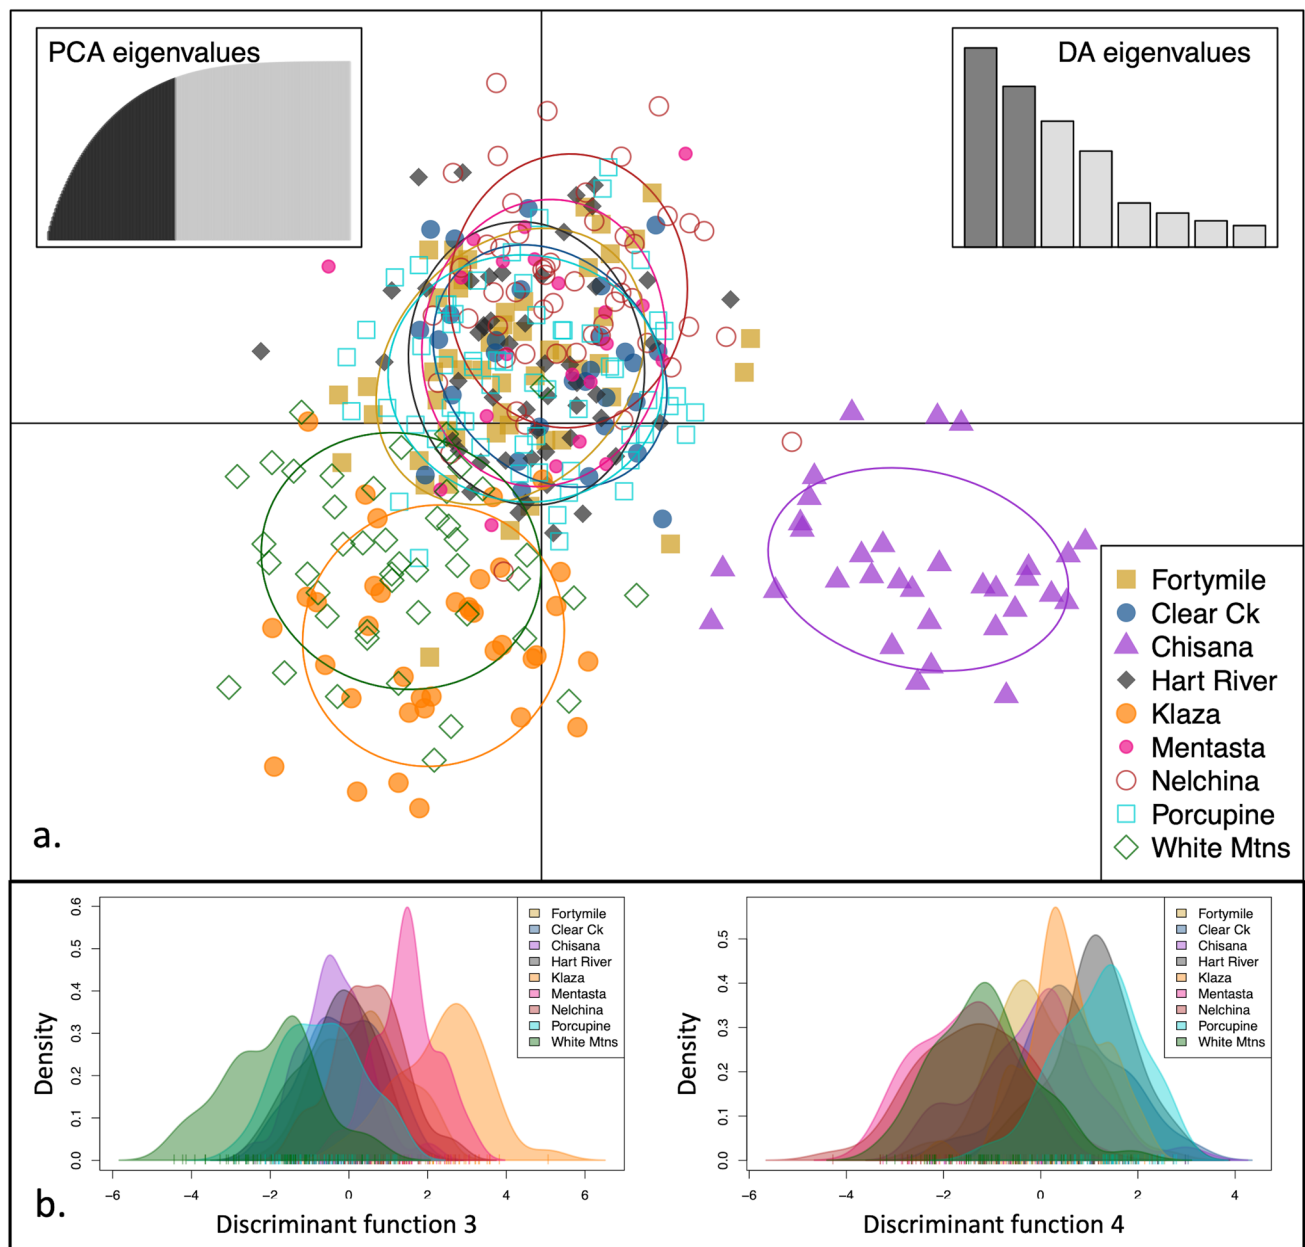 PCA eigenvalues
DA eigenvalues
Fortymile
Clear Ck
Chisana
Hart River
Klaza
Mentasta
Nelchina
Porcupine
White Mtns
a.
0.6
0.5
0.4
0.3
0.2
0.1
0.0
Density
Fortymile
Clear Ck
Chisana
Hart River
Klaza
Mentasta
Nelchina
Porcupine
White Mtns
−6 −4 −2 0 2 4 6
Discriminant function 3
0.5
0.4
0.3
0.2
0.1
0.0
Density
Fortymile
Clear Ck
Chisana
Hart River
Klaza
Mentasta
Nelchina
Porcupine
White Mtns
−6 −4 −2 0 2 4
Discriminant function 4
b.